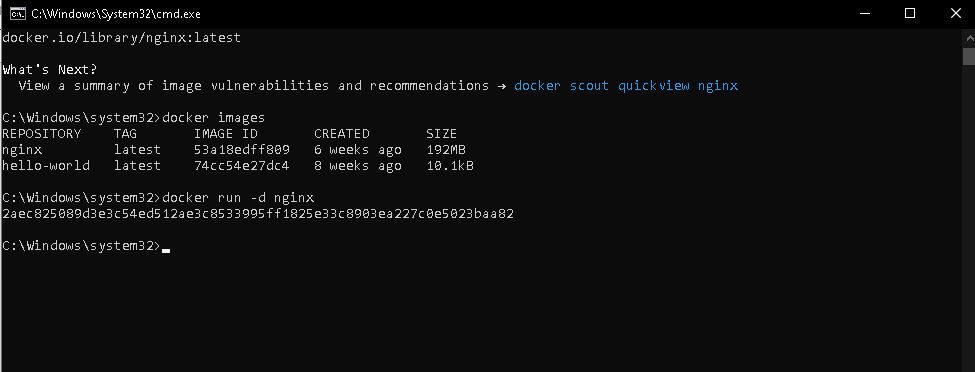 C:\Windows\System32\cmd.exe
docker.io/library/nginx:latest
What's Next?
  View a summary of image vulnerabilities and recommendations → docker scout quickview nginx
C:\Windows\system32>docker images
REPOSITORY    TAG       IMAGE ID       CREATED       SIZE
nginx         latest    53a18edff809   6 weeks ago   192MB
hello-world   latest    74cc54e27dc4   8 weeks ago   10.1kB
C:\Windows\system32>docker run -d nginx
2aec825089d3e3c54ed512ae3c8533995ff1825e33c8903ea227c0e5023baa82
C:\Windows\system32>